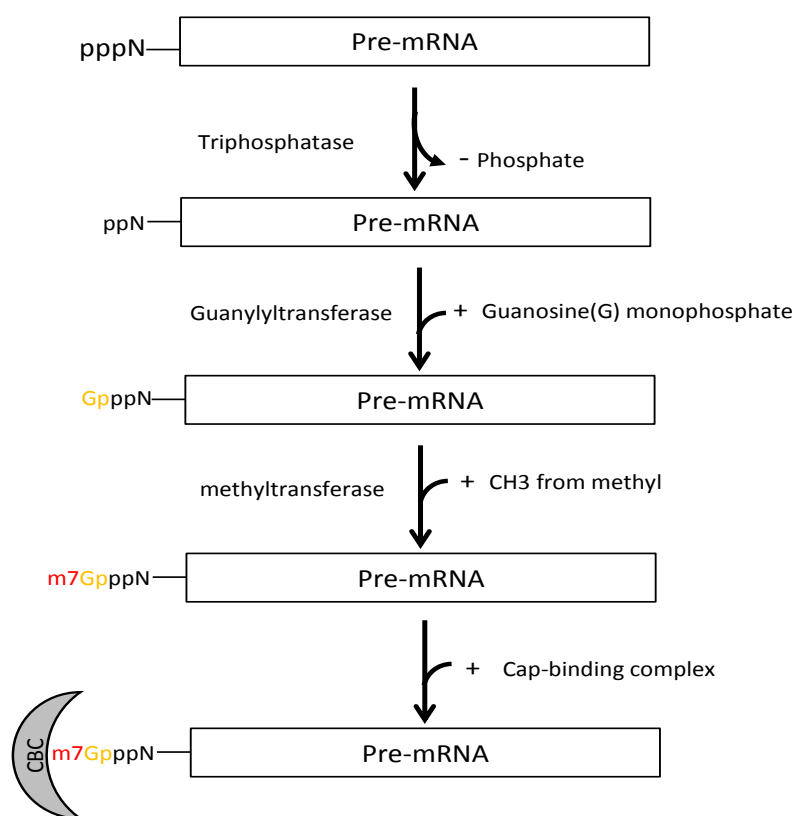 pppN
Pre-mRNA
Triphosphatase
- Phosphate
ppN
Pre-mRNA
Guanylyltransferase
+ Guanosine(G) monophosphate
GpppN
Pre-mRNA
methyltransferase
+ CH3 from methyl
m7GpppN
Pre-mRNA
+ Cap-binding complex
CBC
m7GpppN
Pre-mRNA